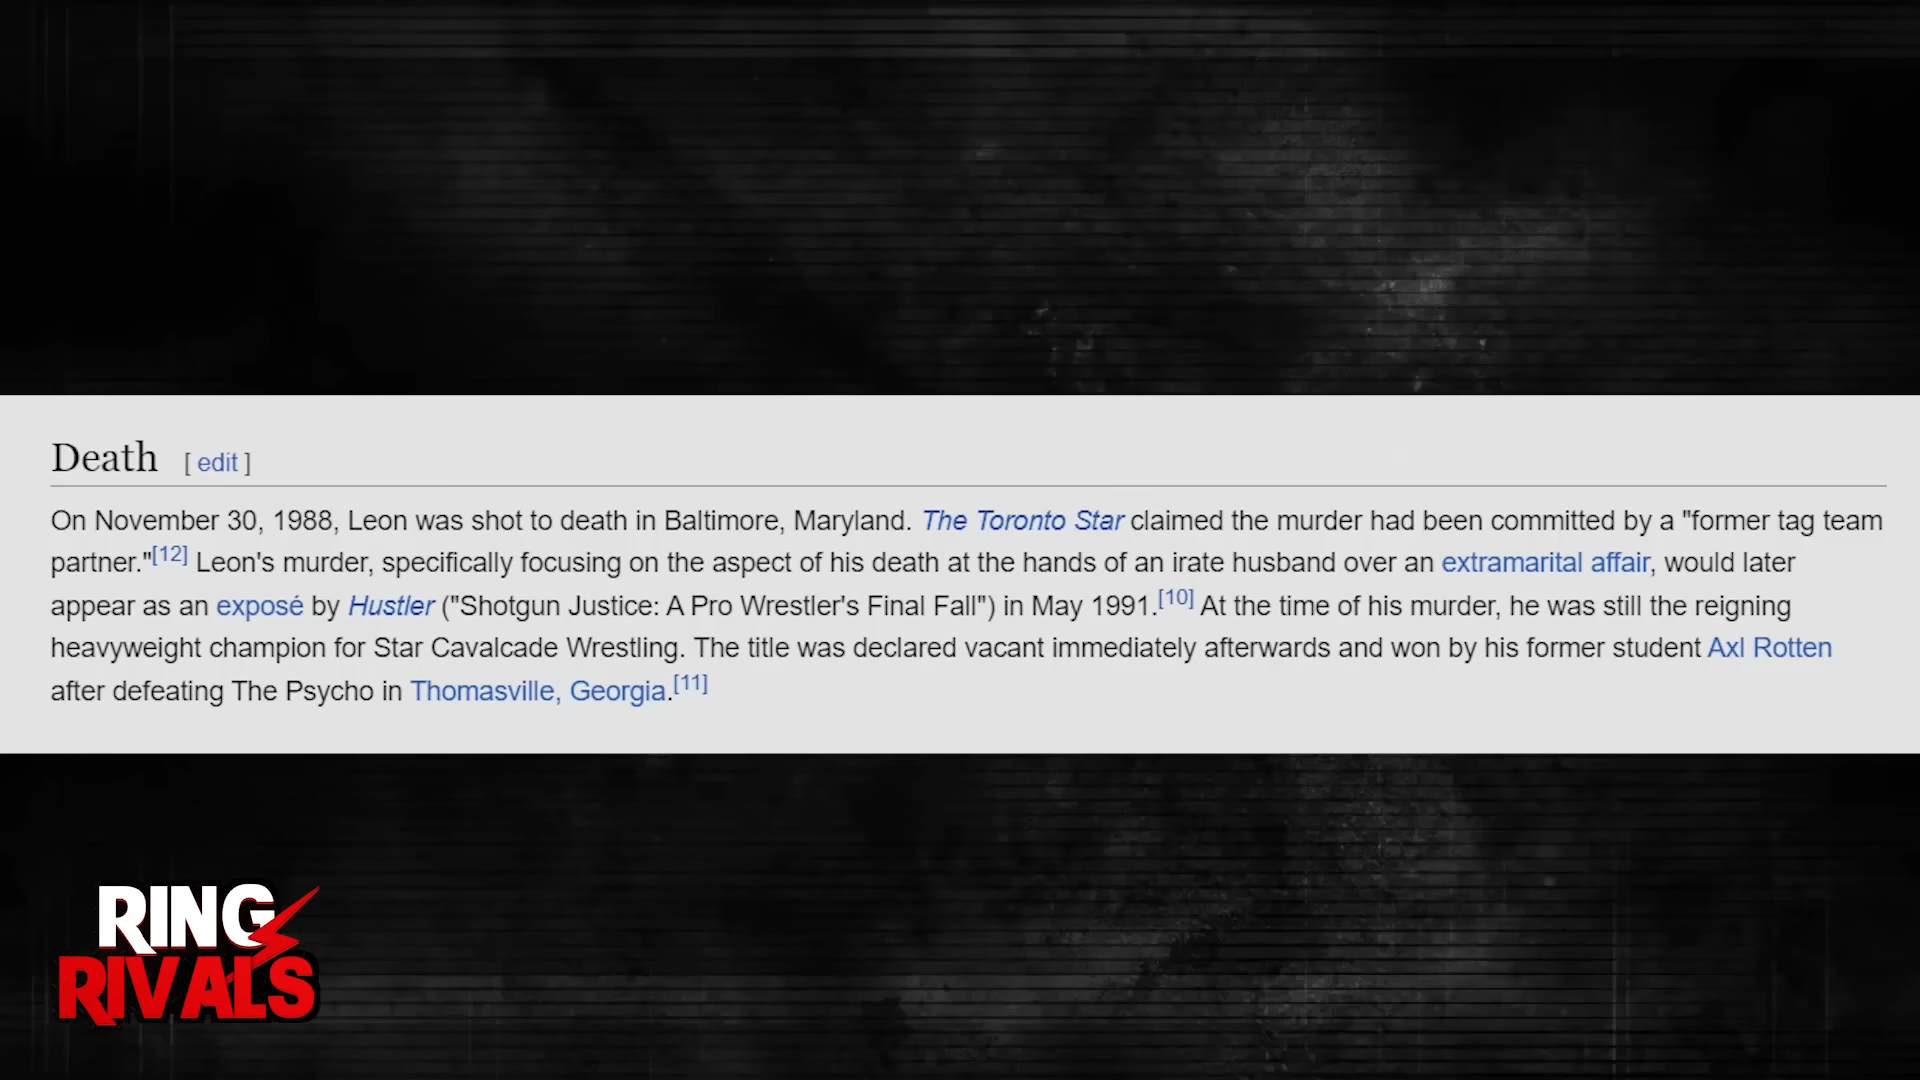 Death [ edit ]
On November 30, 1988, Leon was shot to death in Baltimore, Maryland. The Toronto Star claimed the murder had been committed by a "former tag team
partner."[12] Leon's murder, specifically focusing on the aspect of his death at the hands of an irate husband over an extramarital affair, would later
appear as an exposé by Hustler ("Shotgun Justice: A Pro Wrestler's Final Fall") in May 1991.[10] At the time of his murder, he was still the reigning
heavyweight champion for Star Cavalcade Wrestling. The title was declared vacant immediately afterwards and won by his former student Axl Rotten
after defeating The Psycho in Thomasville, Georgia.[11]
RING
RIVALS